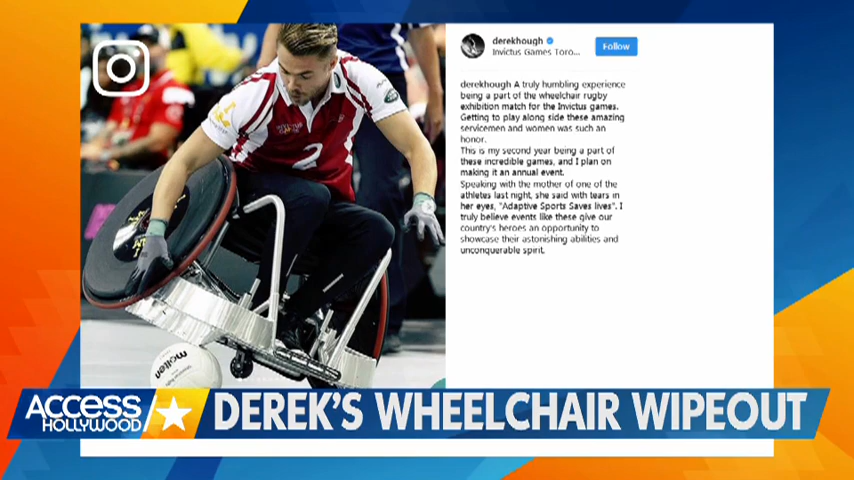 derekhough
Invictus Games Toro...
Follow
derekhough A truly humbling experience
being a part of the wheelchair rugby
exhibition match for the Invictus games.
Getting to play along side these amazing
servicemen and women was such an
honor.
This is my second year being a part of
these incredible games, and I plan on
making it an annual event.
Speaking with the mother of one of the
athletes last night, she said with tears in
her eyes, "Adaptive Sports Saves lives". I
truly believe events like these give our
country's heroes an opportunity to
showcase their astonishing abilities and
unconquerable spirit.
2
molten
ACCESS
HOLLYWOOD
DEREK'S WHEELCHAIR WIPEOUT